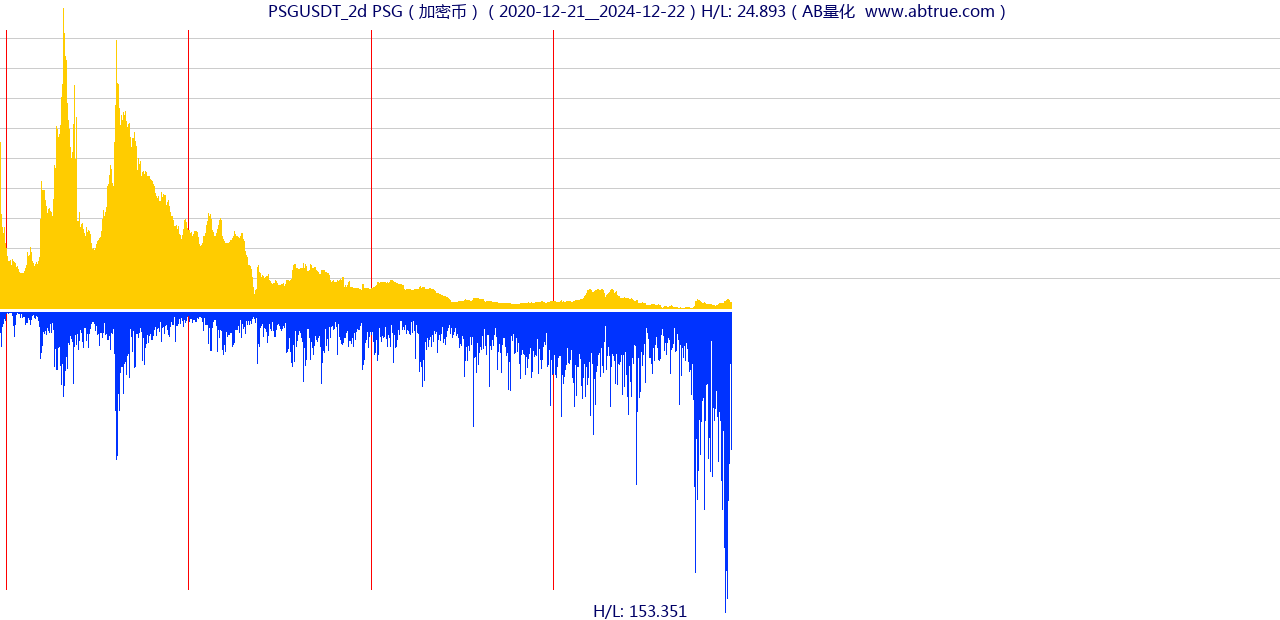 PSGUSDT_2d PSG ( 加密币 ) ( 2020-12-21__2024-12-22 ) H/L: 24.893 ( AB量化  www.abtrue.com )
H/L: 153.351